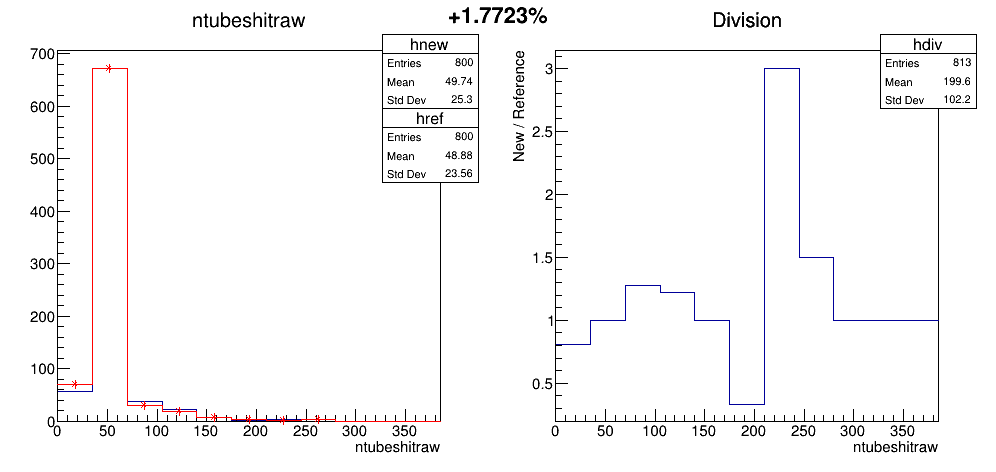 +1.7723%
ntubeshitraw
hnew
Entries 800
Mean 49.74
Std Dev 25.3
href
Entries 800
Mean 48.88
Std Dev 23.56
700
600
500
400
300
200
100
0
0 50 100 150 200 250 300 350
ntubeshitraw
Division
hdiv
Entries 813
Mean 199.6
Std Dev 102.2
New / Reference
3
2.5
2
1.5
1
0.5
0 50 100 150 200 250 300 350
ntubeshitraw